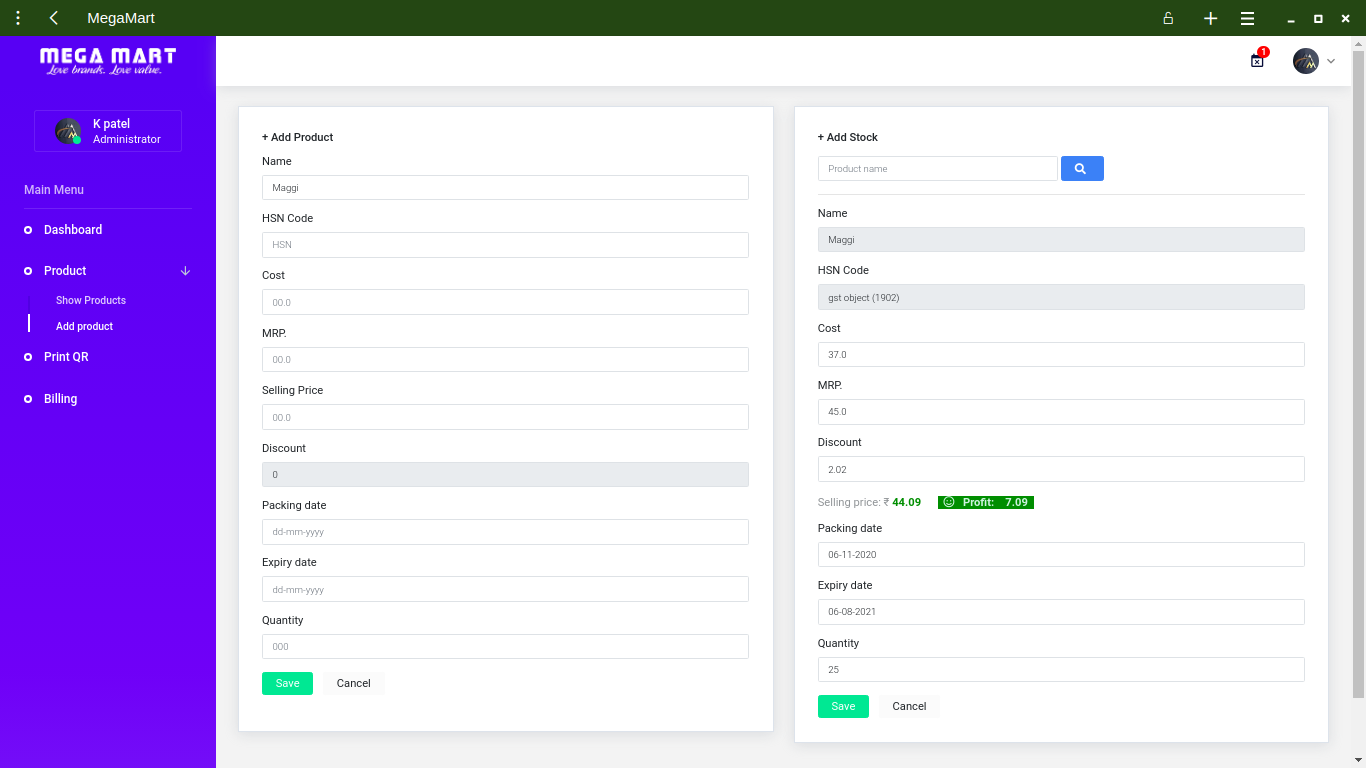 MegaMart
MEGA MART
Love brands. Love value.
1
K patel
Administrator
Main Menu
Dashboard
Product
Show Products
Add product
Print QR
Billing
+ Add Product
Name
Maggi
HSN Code
HSN
Cost
00.0
MRP.
00.0
Selling Price
00.0
Discount
0
Packing date
dd-mm-yyyy
Expiry date
dd-mm-yyyy
Quantity
000
Save Cancel
+ Add Stock
Product name
Name
Maggi
HSN Code
gst object (1902)
Cost
37.0
MRP.
45.0
Discount
2.02
Selling price: ₹ 44.09 Profit: 7.09
Packing date
06-11-2020
Expiry date
06-08-2021
Quantity
25
Save Cancel